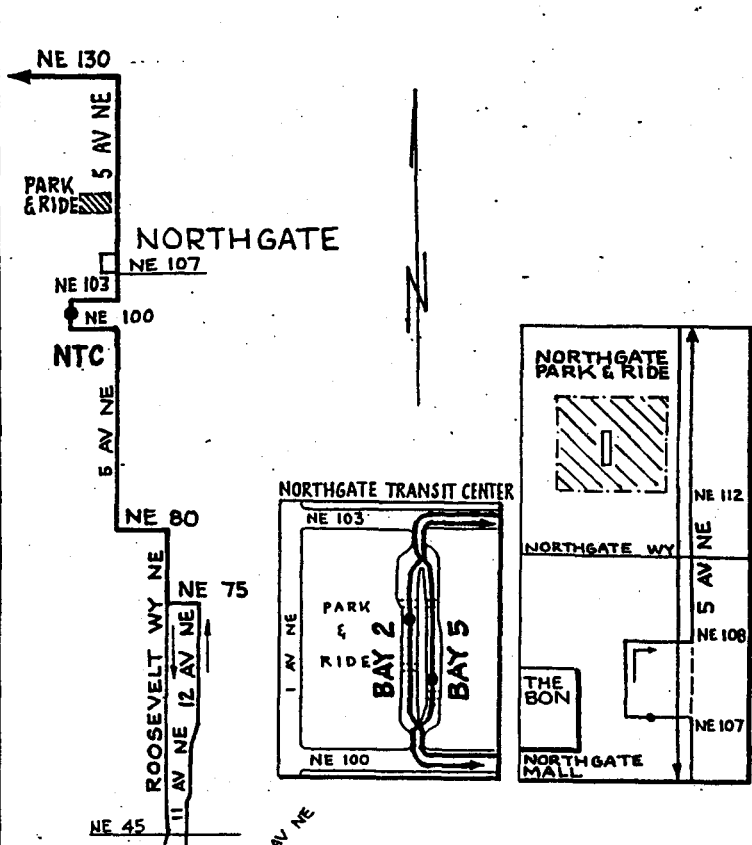 NE 130
5 AV NE
PARK
& RIDE
NORTHGATE
NE 107
NE 103
NE 100
NTC
5 AV NE
NE 80
NE 75
ROOSEVELT WY NE
12 AV NE
11 AV NE
NE 45
AV NE
N
NORTHGATE TRANSIT CENTER
NE 103
1 AV NE
PARK
&
RIDE
BAY 2
BAY 5
NE 100
NORTHGATE
PARK & RIDE
NE 112
NORTHGATE WY
5 AV NE
NE 108
THE
BON
NE 107
NORTHGATE
MALL